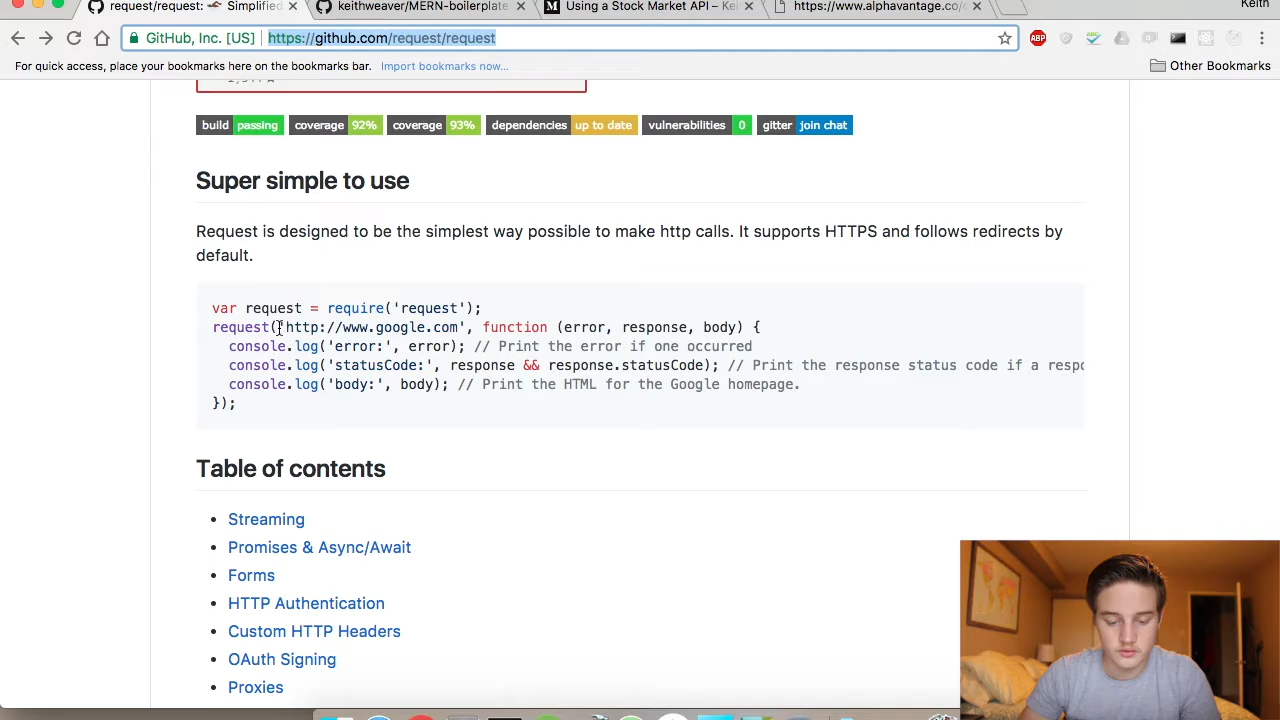 request/request: Simplified
keithweaver/MERN-boilerplate
Using a Stock Market API – Kei
https://www.alphavantage.co/
Keith
GitHub, Inc. [US]
https://github.com/request/request
ABP
For quick access, place your bookmarks here on the bookmarks bar.
Import bookmarks now...
Other Bookmarks
build passing
coverage 92%
coverage 93%
dependencies up to date
vulnerabilities 0
gitter join chat
Super simple to use
Request is designed to be the simplest way possible to make http calls. It supports HTTPS and follows redirects by
default.
var request = require('request');
request('http://www.google.com', function (error, response, body) {
console.log('error:', error); // Print the error if one occurred
console.log('statusCode:', response && response.statusCode); // Print the response status code if a respo
console.log('body:', body); // Print the HTML for the Google homepage.
});
Table of contents
• Streaming
• Promises & Async/Await
• Forms
• HTTP Authentication
• Custom HTTP Headers
• OAuth Signing
• Proxies